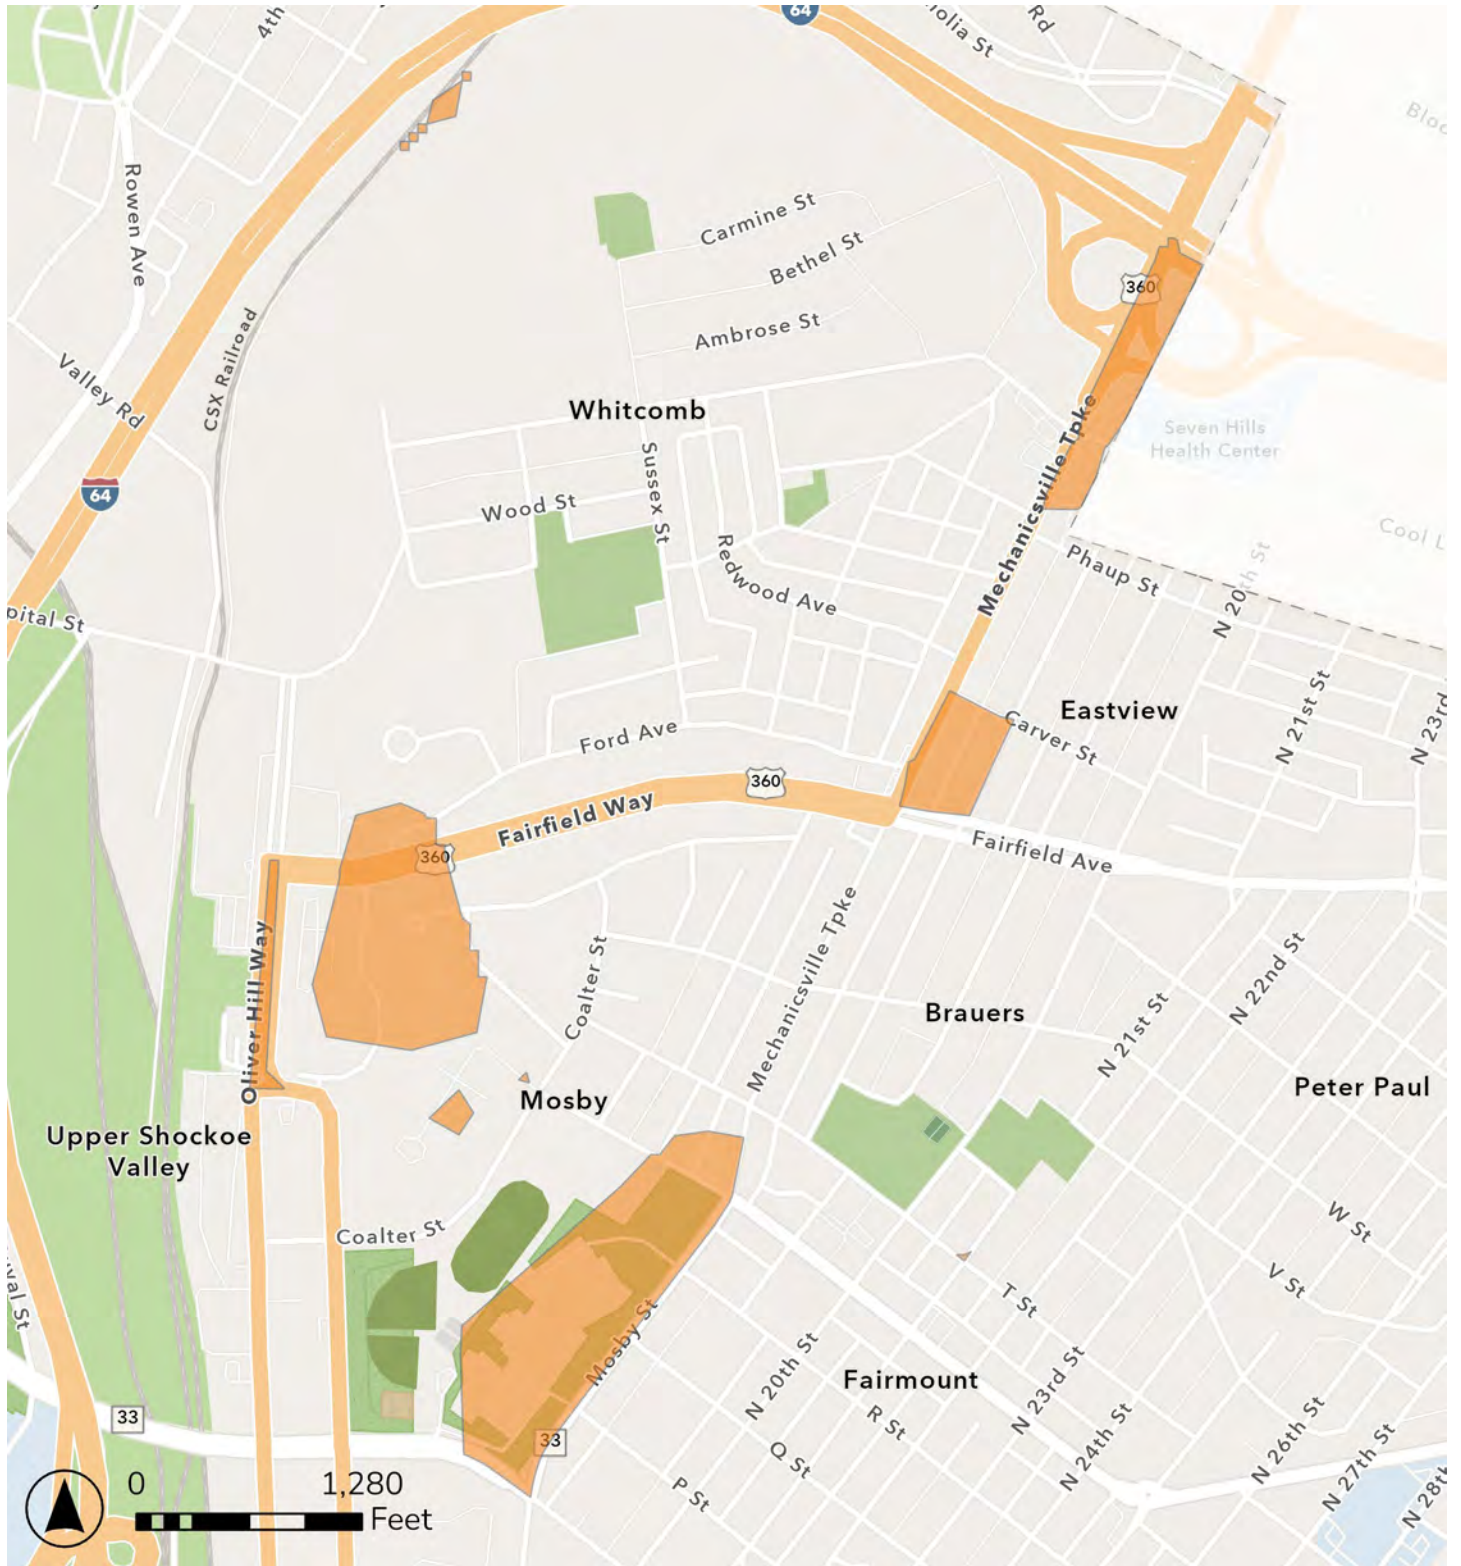 64
4th
Rd
nolia St
Bloc
Rowen Ave
Carmine St
Bethel St
Ambrose St
360
CSX Railroad
Valley Rd
Whitcomb
Mechanicsville Tpke
Seven Hills
Health Center
64
Wood St
Sussex St
Redwood Ave
Phaup St
N 20th St
Cool L
pital St
Eastview
Carver St
N 21st St
N 23rd
Ford Ave
360
Fairfield Way
360
Fairfield Ave
Oliver Hill Way
Coalter St
Mechanicsville Tpke
N 22nd St
Brauers
N 21st St
Peter Paul
Mosby
Upper Shockoe
Valley
Coalter St
W St
V St
T St
Mosby St
N 20th St
Fairmount
N 23rd St
R St
Q St
P St
N 24th St
N 26th St
N 27th St
N 28th
33
33
0 1,280
Feet